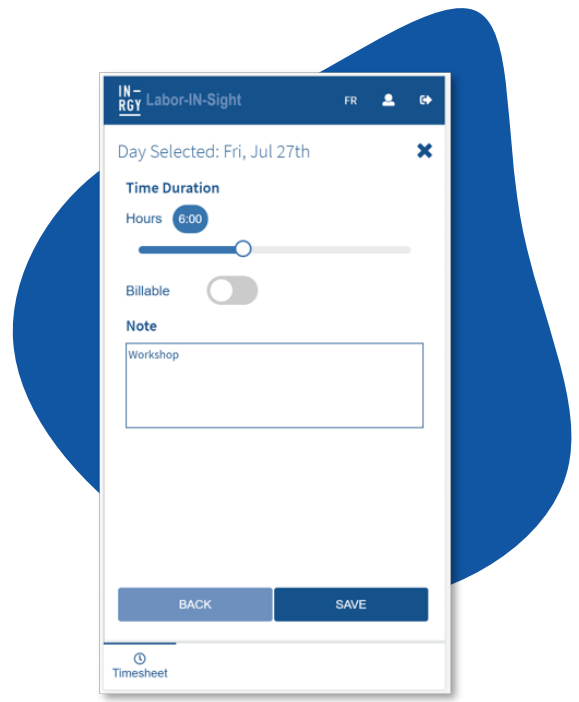 IN-
RGY Labor-IN-Sight FR
Day Selected: Fri, Jul 27th
Time Duration
Hours 6:00
Billable
Note
Workshop
BACK SAVE
Timesheet